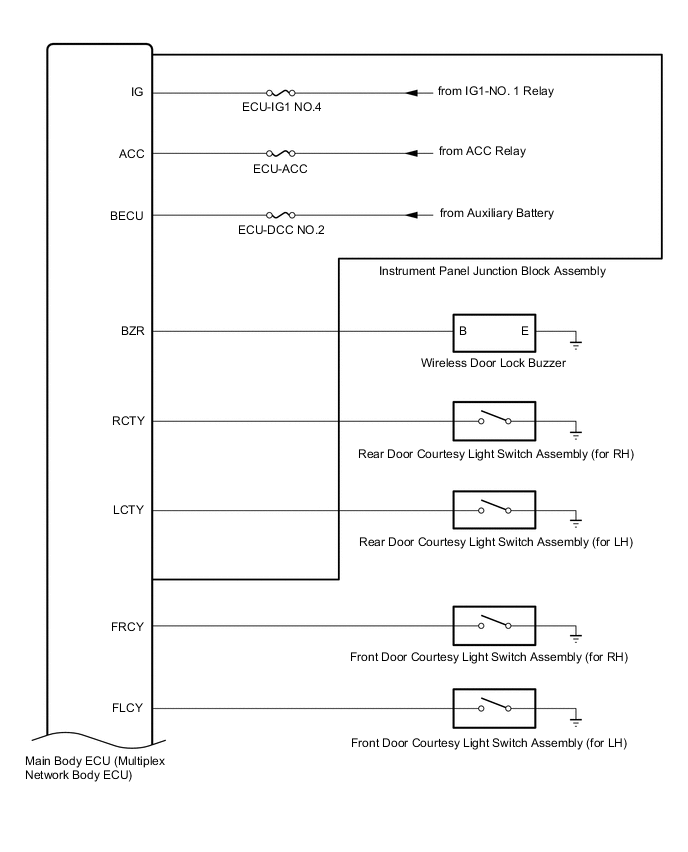 IG
from IG1-NO. 1 Relay
ECU-IG1 NO.4
ACC
from ACC Relay
ECU-ACC
BECU
from Auxiliary Battery
ECU-DCC NO.2
Instrument Panel Junction Block Assembly
BZR
B
E
Wireless Door Lock Buzzer
RCTY
Rear Door Courtesy Light Switch Assembly (for RH)
LCTY
Rear Door Courtesy Light Switch Assembly (for LH)
FRCY
Front Door Courtesy Light Switch Assembly (for RH)
FLCY
Front Door Courtesy Light Switch Assembly (for LH)
Main Body ECU (Multiplex
Network Body ECU)